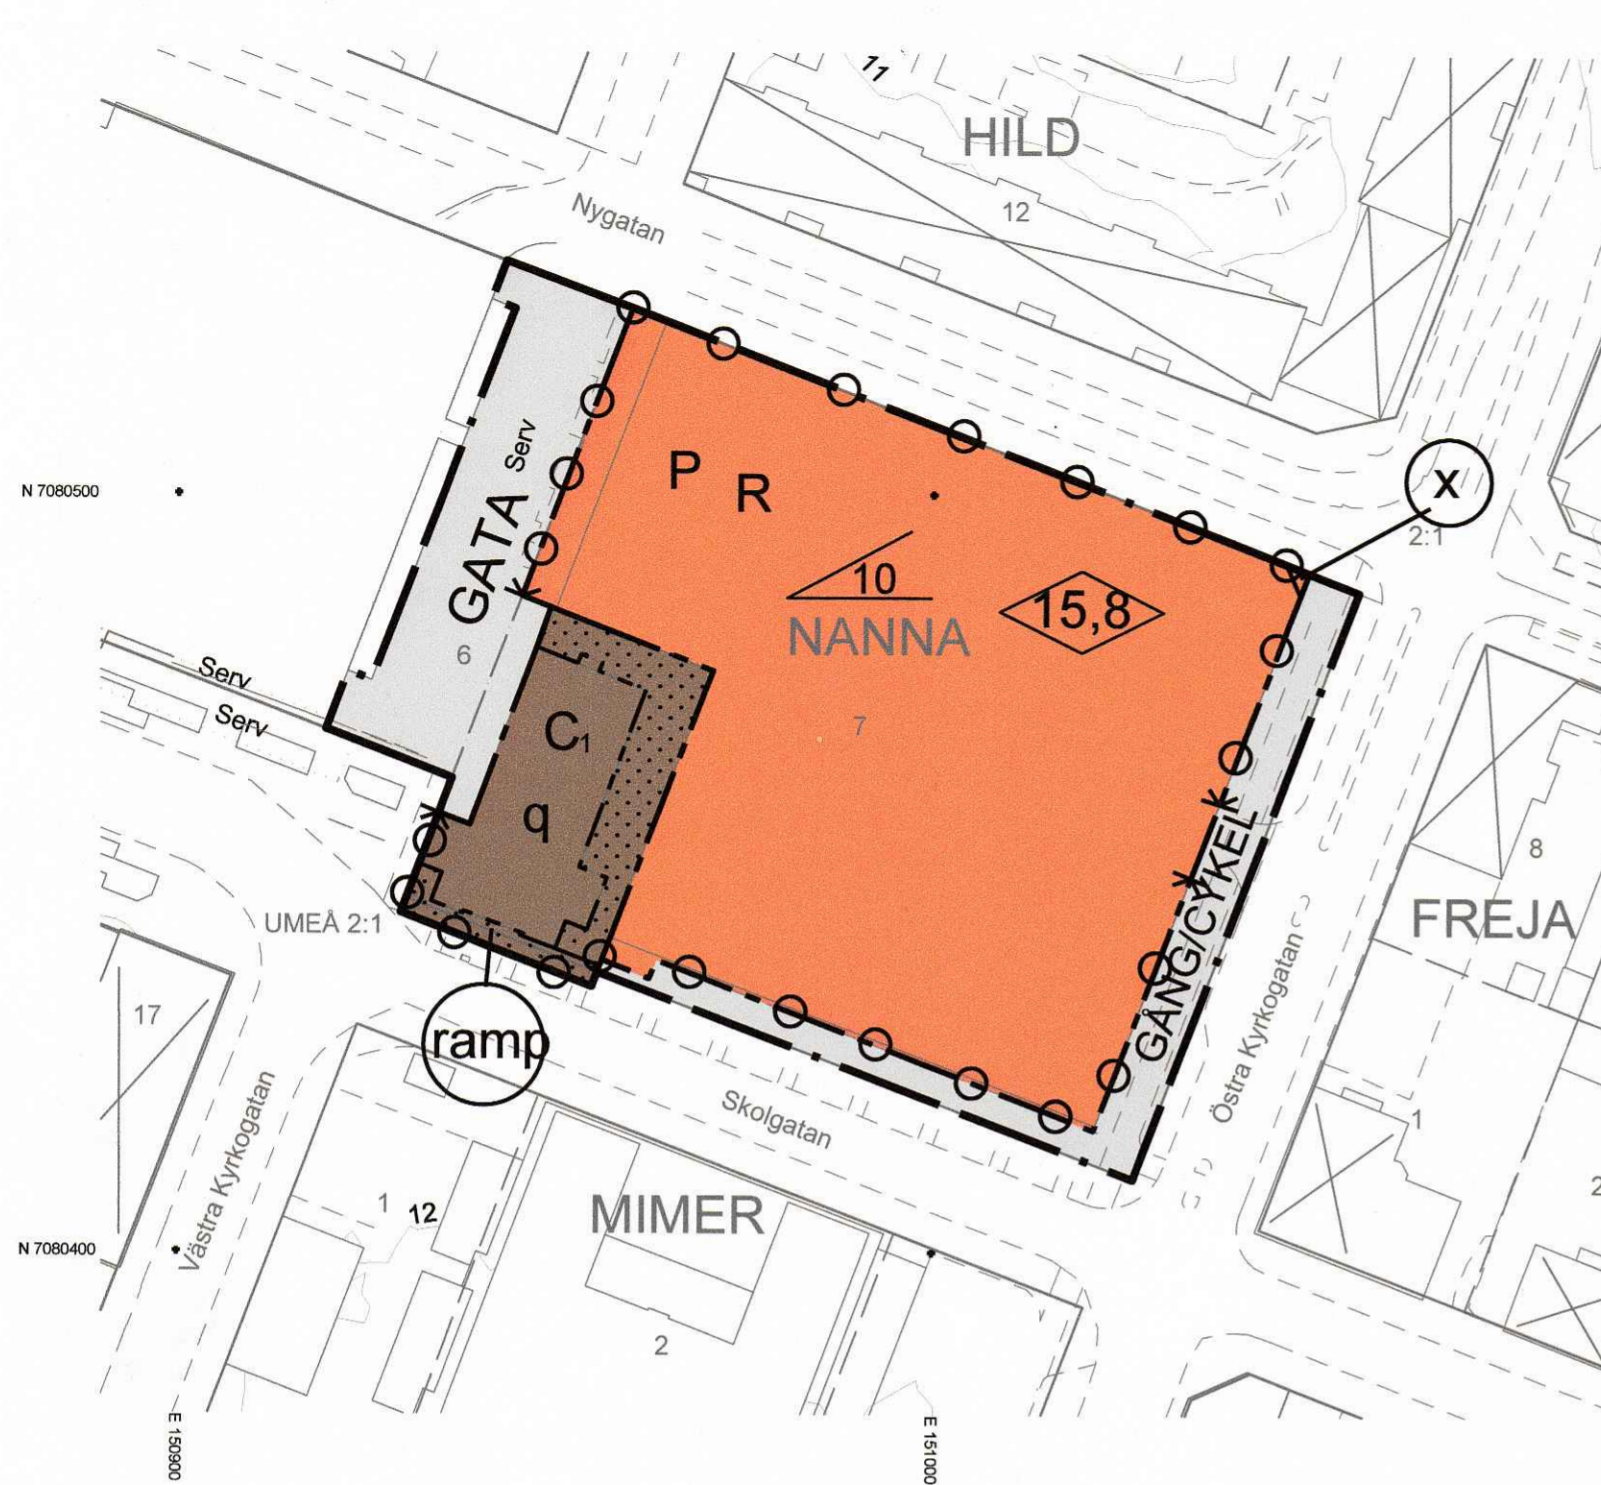 11
HILD
12
Nygatan
X
2:1
N 7080500
P R
10
15,8
NANNA
7
GATA
Serv
6
Serv
Serv
C1
q
8
FREJA
GÅNG/CYKEL
Östra Kyrkogatan
UMEÅ 2:1
17
ramp
Skolgatan
1
2
Västra Kyrkogatan
1
12
MIMER
2
N 7080400
E 150900
E 151000